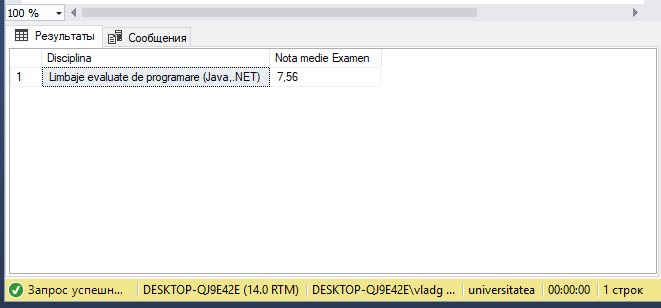 100 %
Результаты Сообщения
Disciplina Nota medie Examen
1 Limbaje evaluate de programare (Java,.NET) 7,56
Запрос успешн... DESKTOP-QJ9E42E (14.0 RTM) DESKTOP-QJ9E42E\vladg ... universitatea 00:00:00 1 строк